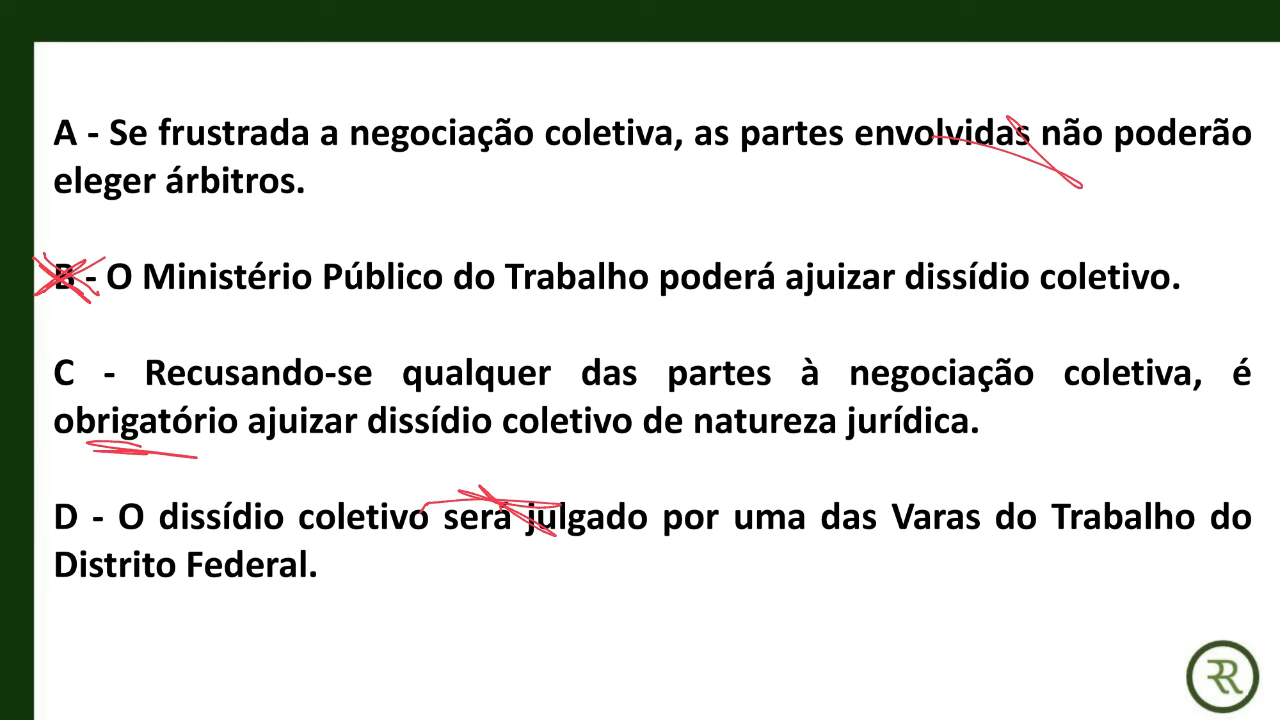 A - Se frustrada a negociação coletiva, as partes envolvidas não poderão
eleger árbitros.
B - O Ministério Público do Trabalho poderá ajuizar dissídio coletivo.
C - Recusando-se qualquer das partes à negociação coletiva, é
obrigatório ajuizar dissídio coletivo de natureza jurídica.
D - O dissídio coletivo será julgado por uma das Varas do Trabalho do
Distrito Federal.
RR